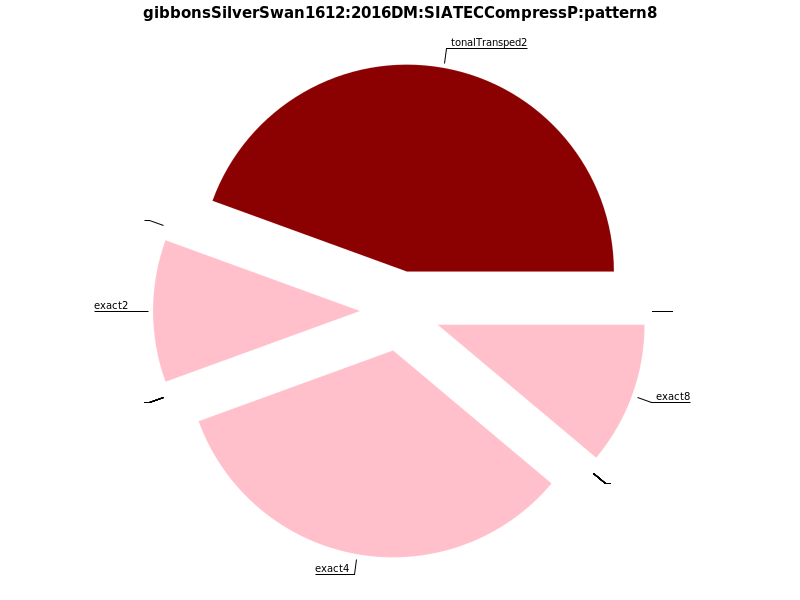 gibbonsSilverSwan1612:2016DM:SIATECCompressP:pattern8
tonalTransped2
exact2
exact8
exact4